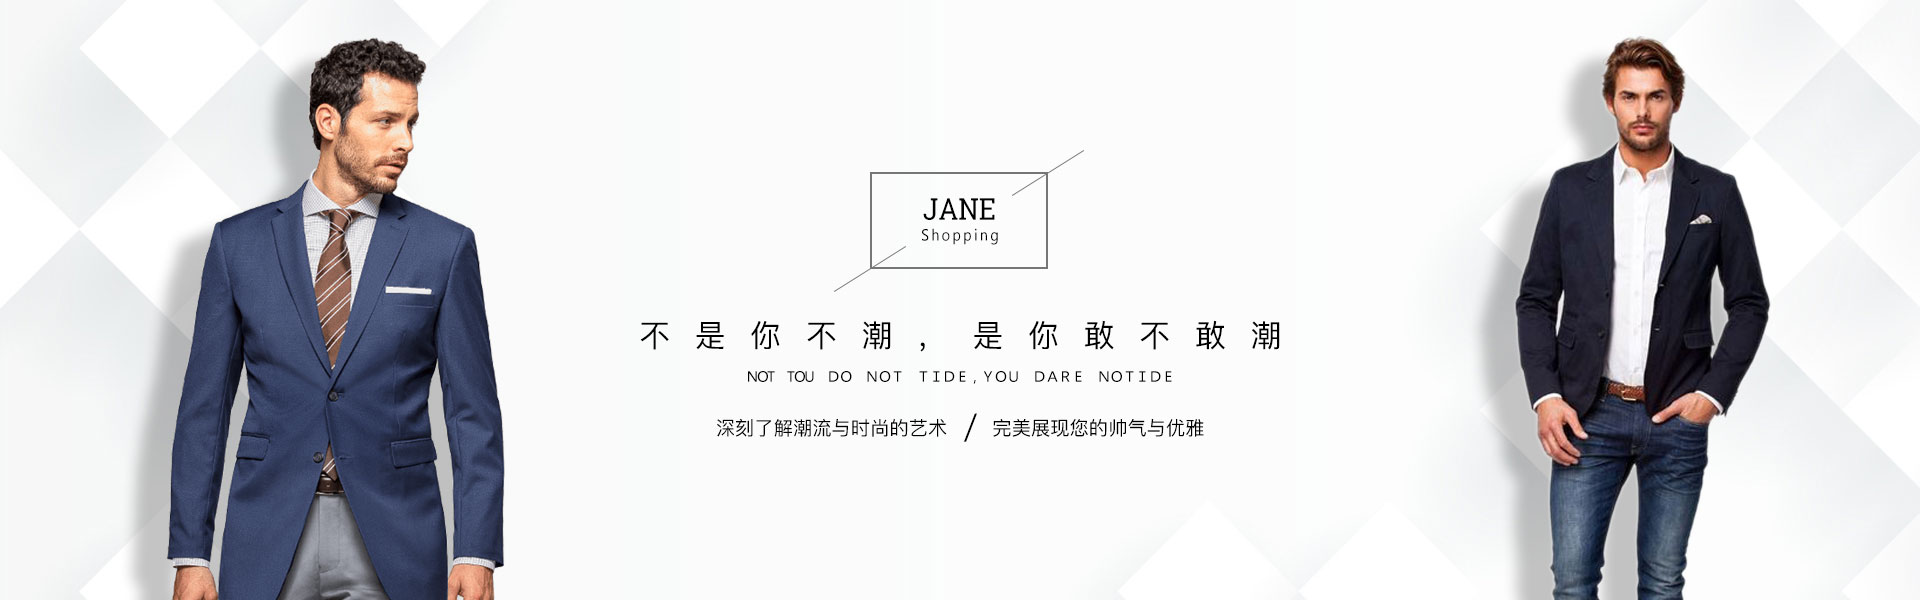 JANE
Shopping
不是你不潮，是你敢不敢潮
NOT TOU DO NOT TIDE,YOU DARE NOTIDE
深刻了解潮流与时尚的艺术 / 完美展现您的帅气与优雅